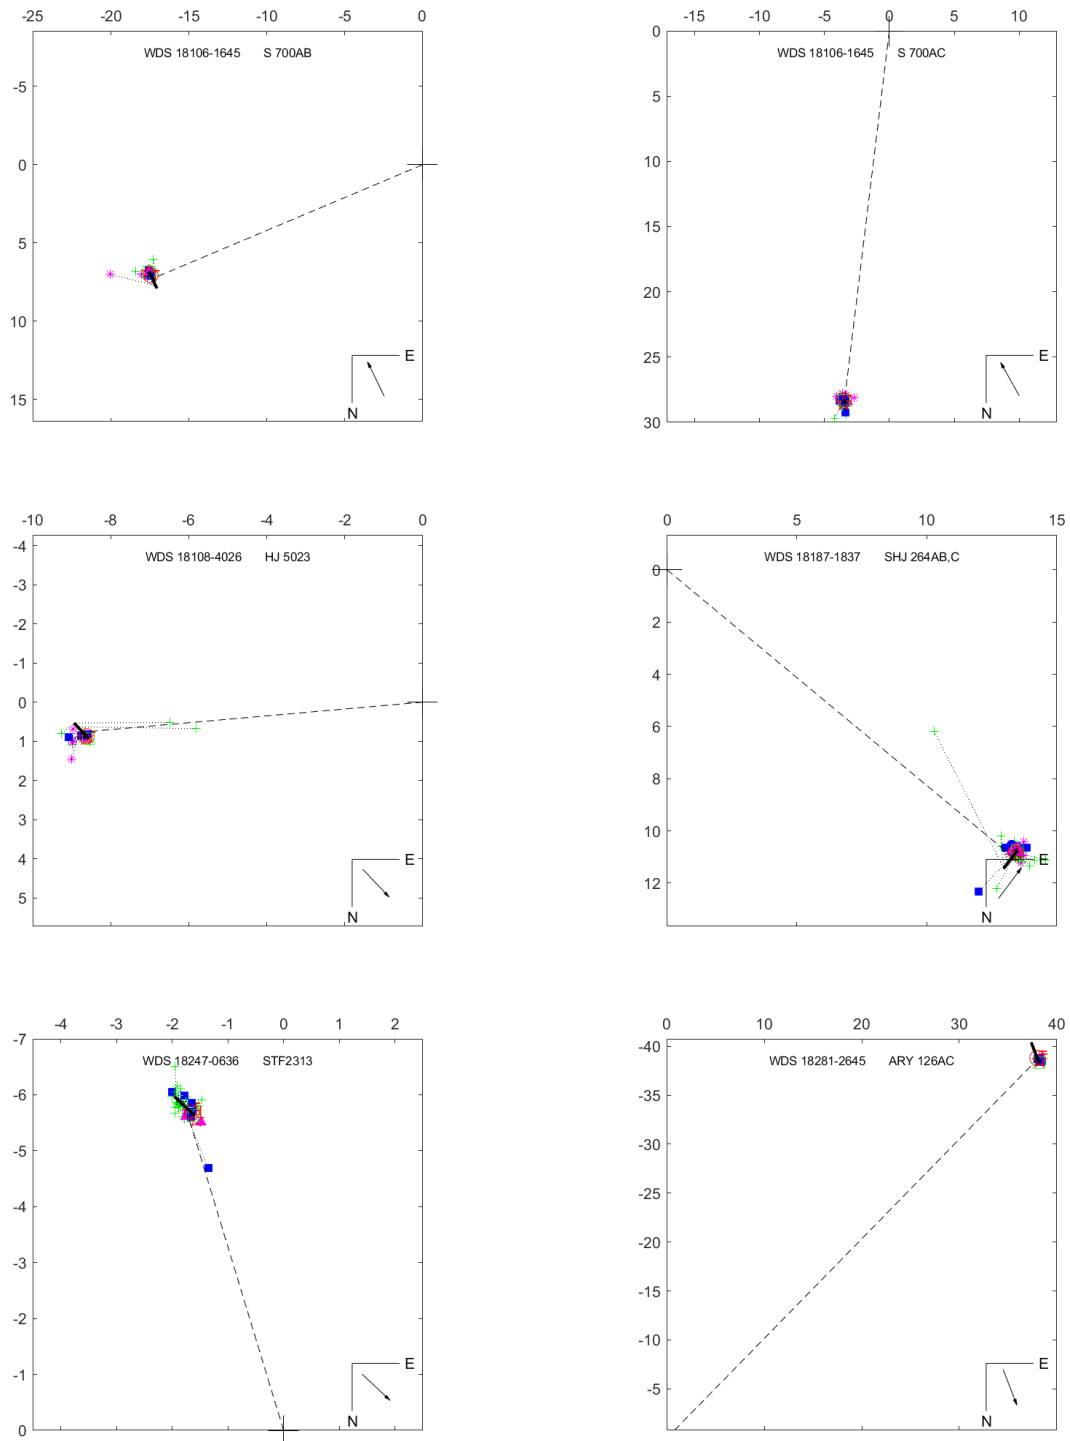 -25 -20 -15 -10 -5 0
WDS 18106-1645 S 700AB
-5
0
5
10
15
E
N
-15 -10 -5 0 5 10
WDS 18106-1645 S 700AC
0
5
10
15
20
25
30
E
N
-10 -8 -6 -4 -2 0
WDS 18108-4026 HJ 5023
-4
-3
-2
-1
0
1
2
3
4
5
E
N
0 5 10 15
WDS 18187-1837 SHJ 264AB,C
0
2
4
6
8
10
12
E
N
-4 -3 -2 -1 0 1 2
WDS 18247-0636 STF2313
-7
-6
-5
-4
-3
-2
-1
0
E
N
0 10 20 30 40
WDS 18281-2645 ARY 126AC
-40
-35
-30
-25
-20
-15
-10
-5
E
N